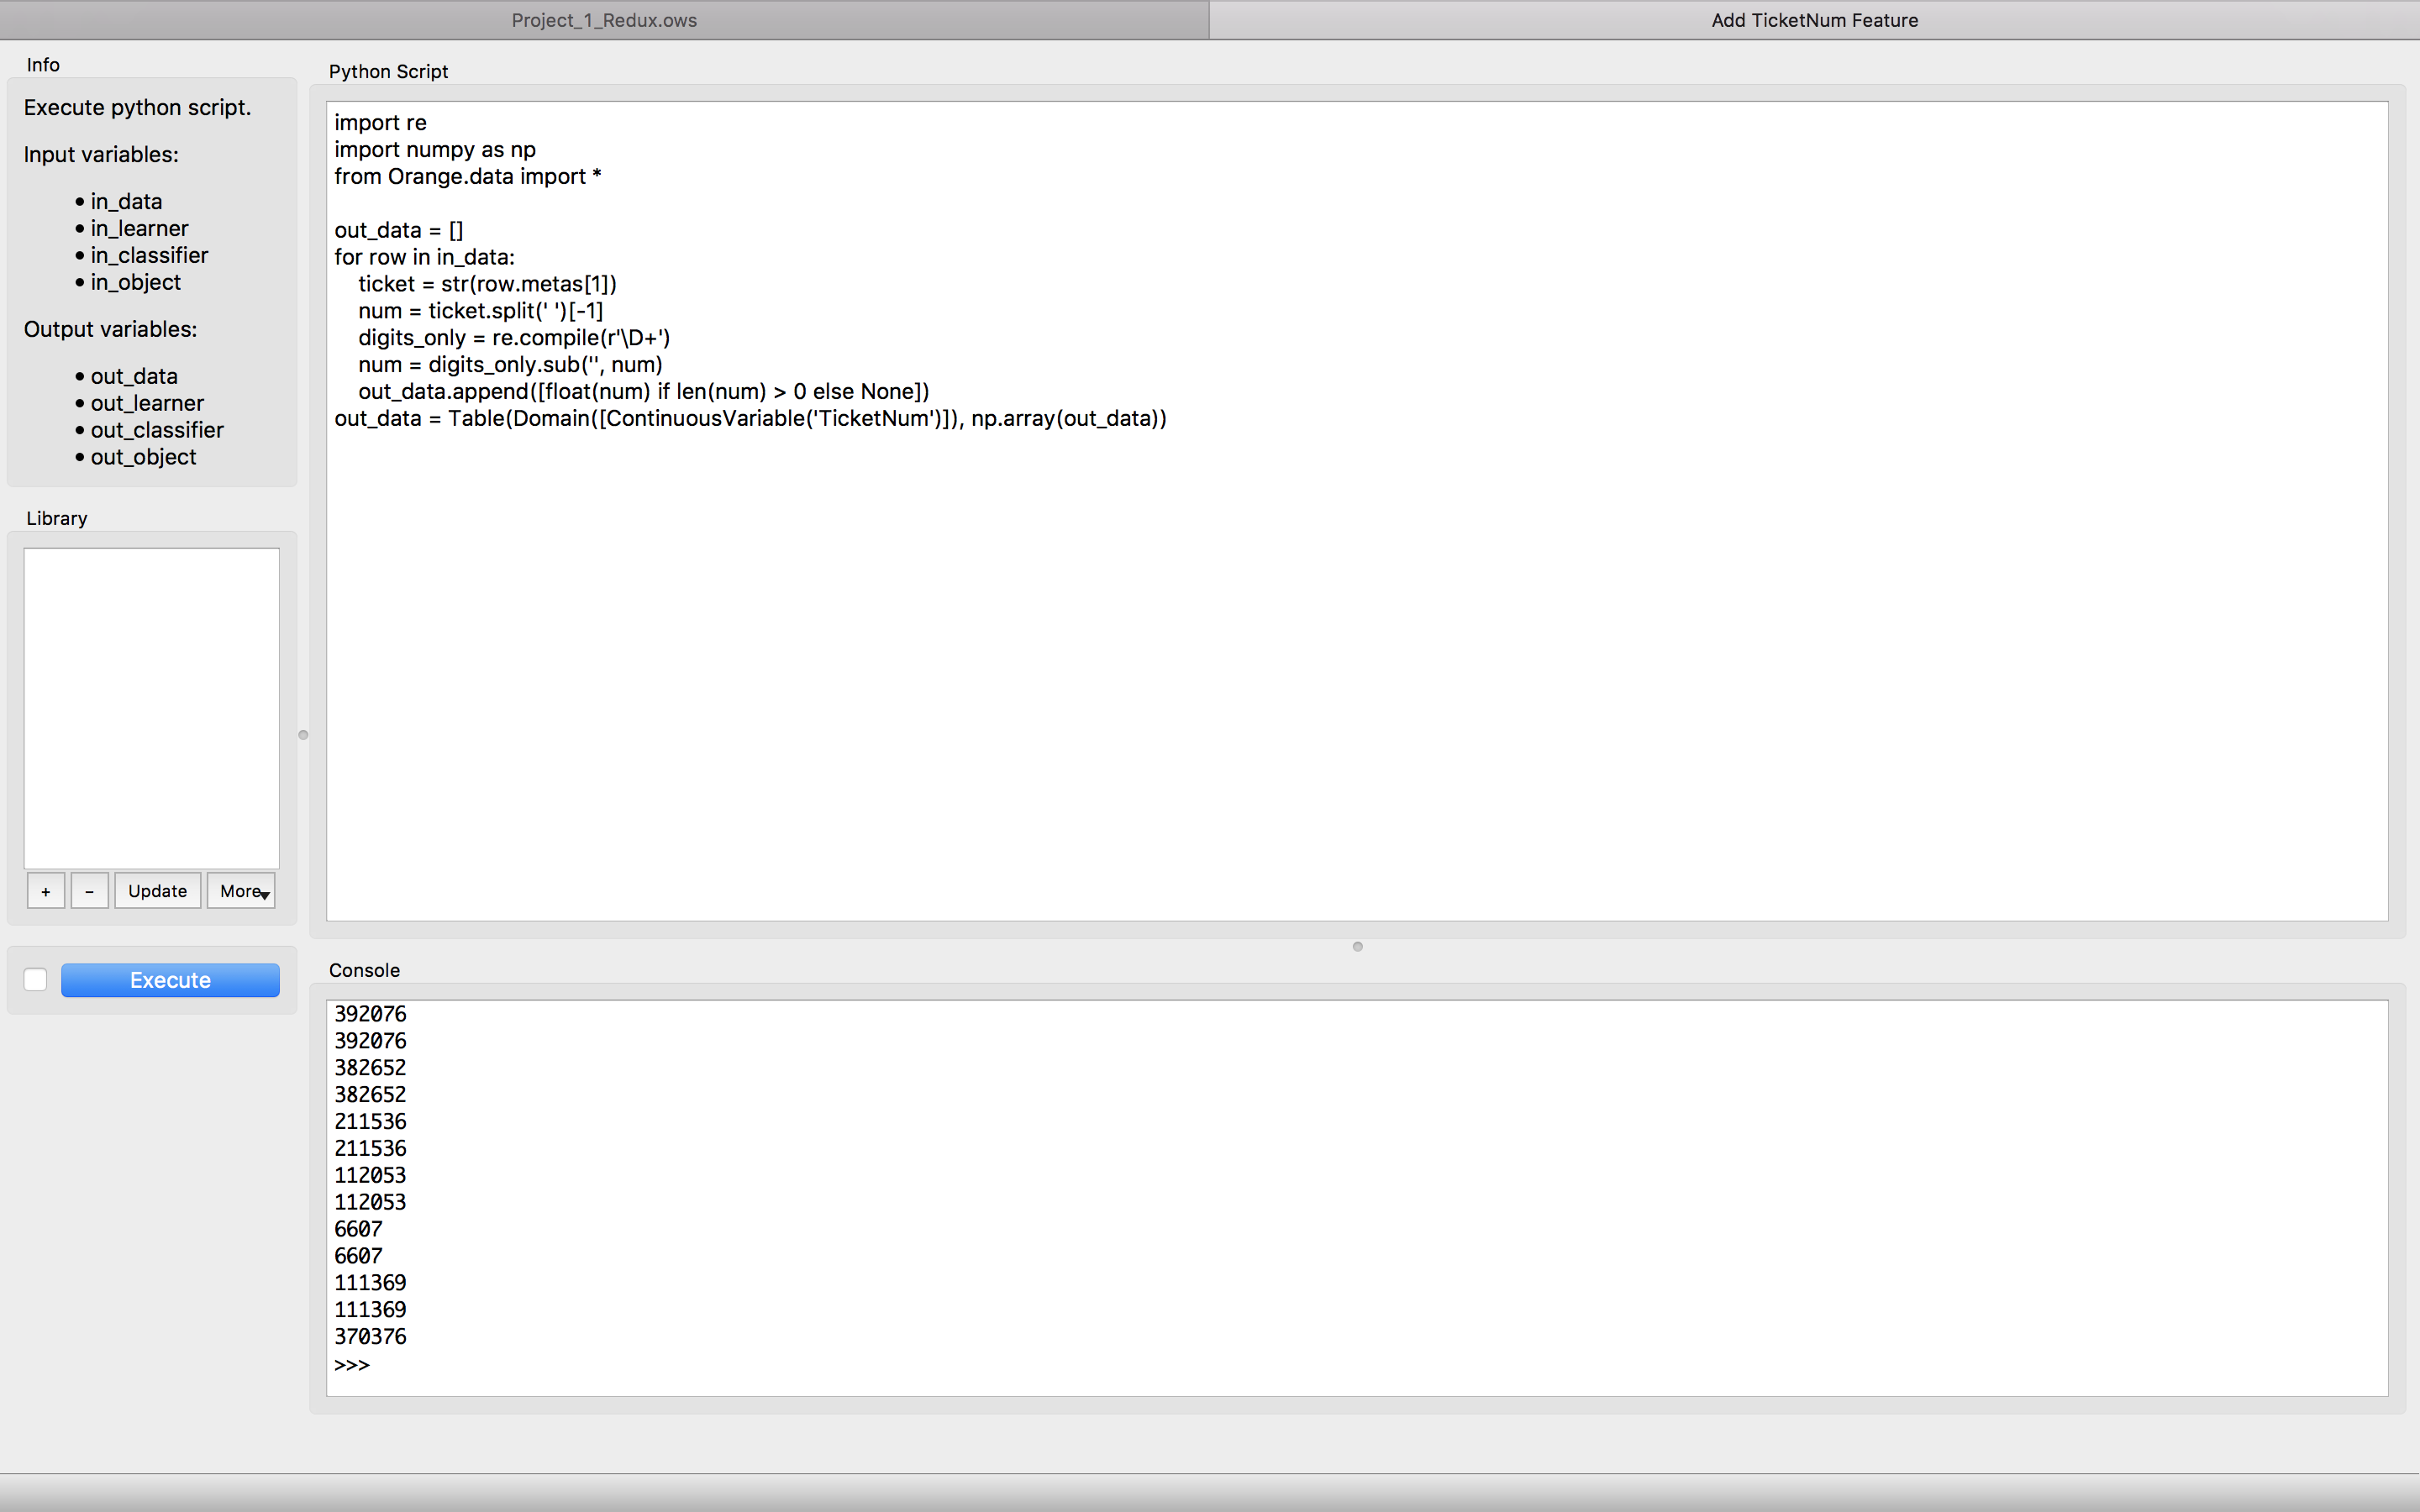 Project_1_Redux.ows
Add TicketNum Feature
Info
Execute python script.
Input variables:
• in_data
• in_learner
• in_classifier
• in_object
Output variables:
• out_data
• out_learner
• out_classifier
• out_object
Library
+ - Update More
Execute
Python Script
import re
import numpy as np
from Orange.data import *
out_data = []
for row in in_data:
    ticket = str(row.metas[1])
    num = ticket.split(' ')[-1]
    digits_only = re.compile(r'\D+')
    num = digits_only.sub('', num)
    out_data.append([float(num) if len(num) > 0 else None])
out_data = Table(Domain([ContinuousVariable('TicketNum')]), np.array(out_data))
Console
392076
392076
382652
382652
211536
211536
112053
112053
6607
6607
111369
111369
370376
>>>